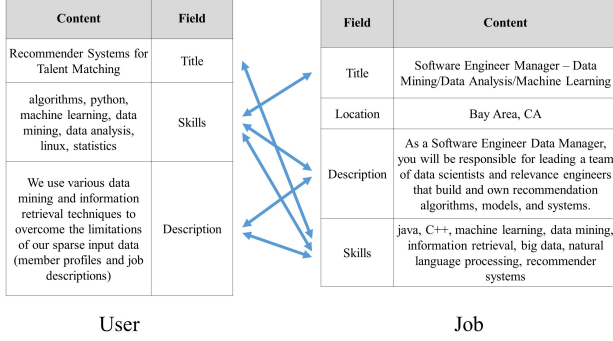 Content Field
Recommender Systems for
Talent Matching
Title
algorithms, python,
machine learning, data
mining, data analysis,
linux, statistics
Skills
We use various data
mining and information
retrieval techniques to
overcome the limitations
of our sparse input data
(member profiles and job
descriptions)
Description
User
Field Content
Title
Software Engineer Manager – Data
Mining/Data Analysis/Machine Learning
Location
Bay Area, CA
Description
As a Software Engineer Data Manager,
you will be responsible for leading a team
of data scientists and relevance engineers
that build and own recommendation
algorithms, models, and systems.
Skills
java, C++, machine learning, data mining,
information retrieval, big data, natural
language processing, recommender
systems
Job